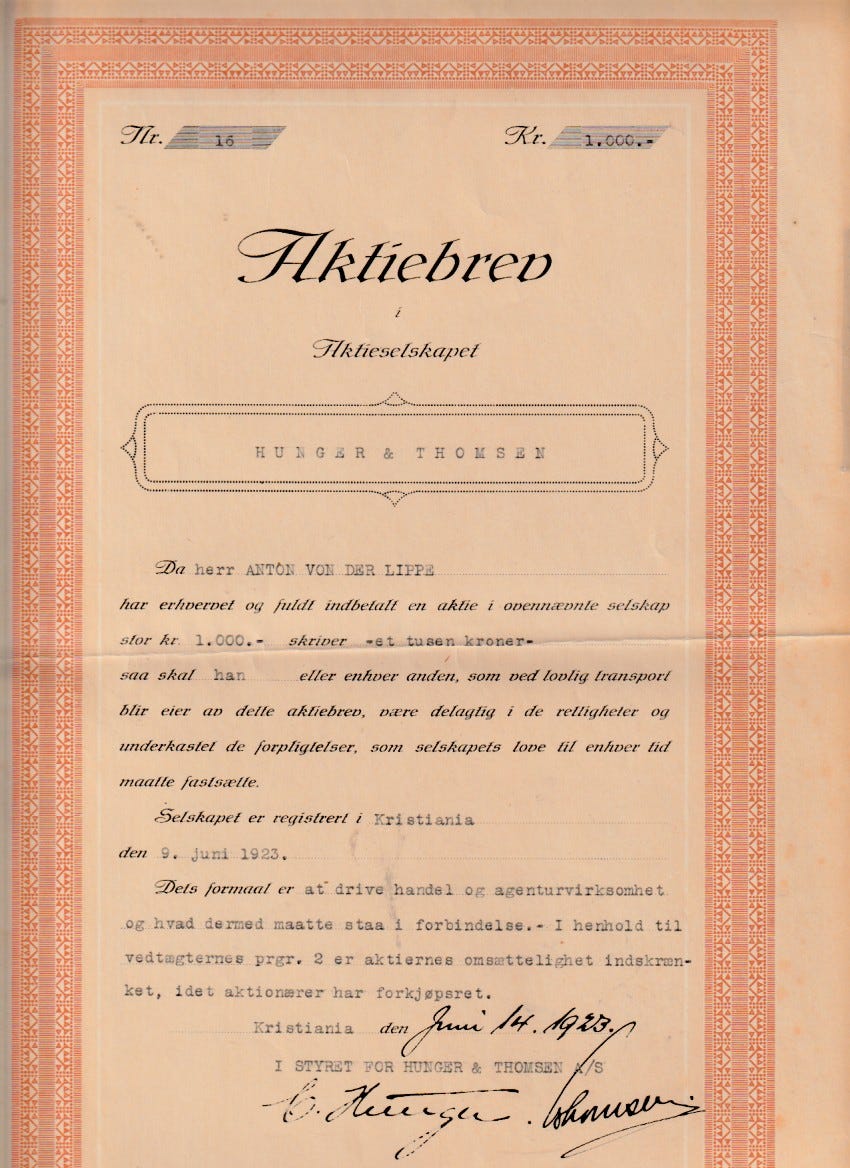 Nr. 16 Kr. 1.000.-
Aktiebrev
i
Aktieselskapet
HUNGER & THOMSEN
Da herr ANTON VON DER LIPPE
har erhvervet og fuldt indbetalt en aktie i ovennævnte selskap
stor kr. 1.000.- skriver -et tusen kroner-
saa skal han eller enhver anden, som ved lovlig transport
blir eier av dette aktiebrev, være delagtig i de rettigheter og
underkastet de forpligtelser, som selskapets love til enhver tid
maatte fastsætte.
Selskapet er registrert i Kristiania
den 9. juni 1923.
Dets formaal er at drive handel og agenturvirksomhet
og hvad dermed maatte staa i forbindelse.- I henhold til
vedtægternes prgr. 2 er aktiernes omsættelighet indskræn-
ket, idet aktionærer har forkjøpsret.
Kristiania den Juni 14. 1923.
I STYRET FOR HUNGER & THOMSEN A/S
C. Hunger. Thomsen